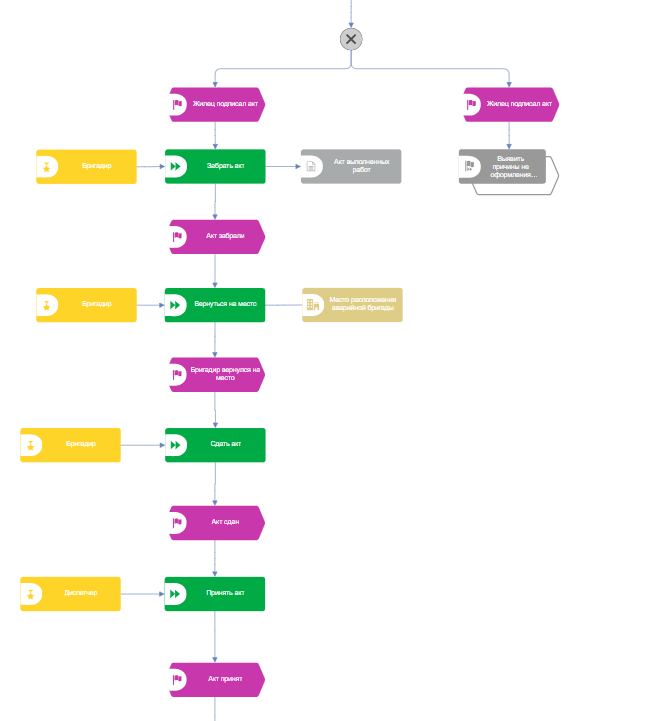 Жилец подписал акт
Жилец подписал акт
Бригадир
Забрать акт
Акт выполненных
работ
Выявить
причины не
оформления...
Акт забрали
Бригадир
Вернуться на место
Место расположения
аварийной бригады
Бригадир вернулся на
место
Бригадир
Сдать акт
Акт сдан
Диспетчер
Принять акт
Акт принят